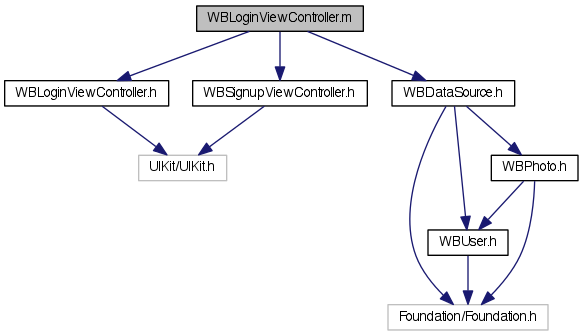 WBLoginViewController.m
WBLoginViewController.h
WBSignupViewController.h
WBDataSource.h
UIKit/UIKit.h
WBPhoto.h
WBUser.h
Foundation/Foundation.h